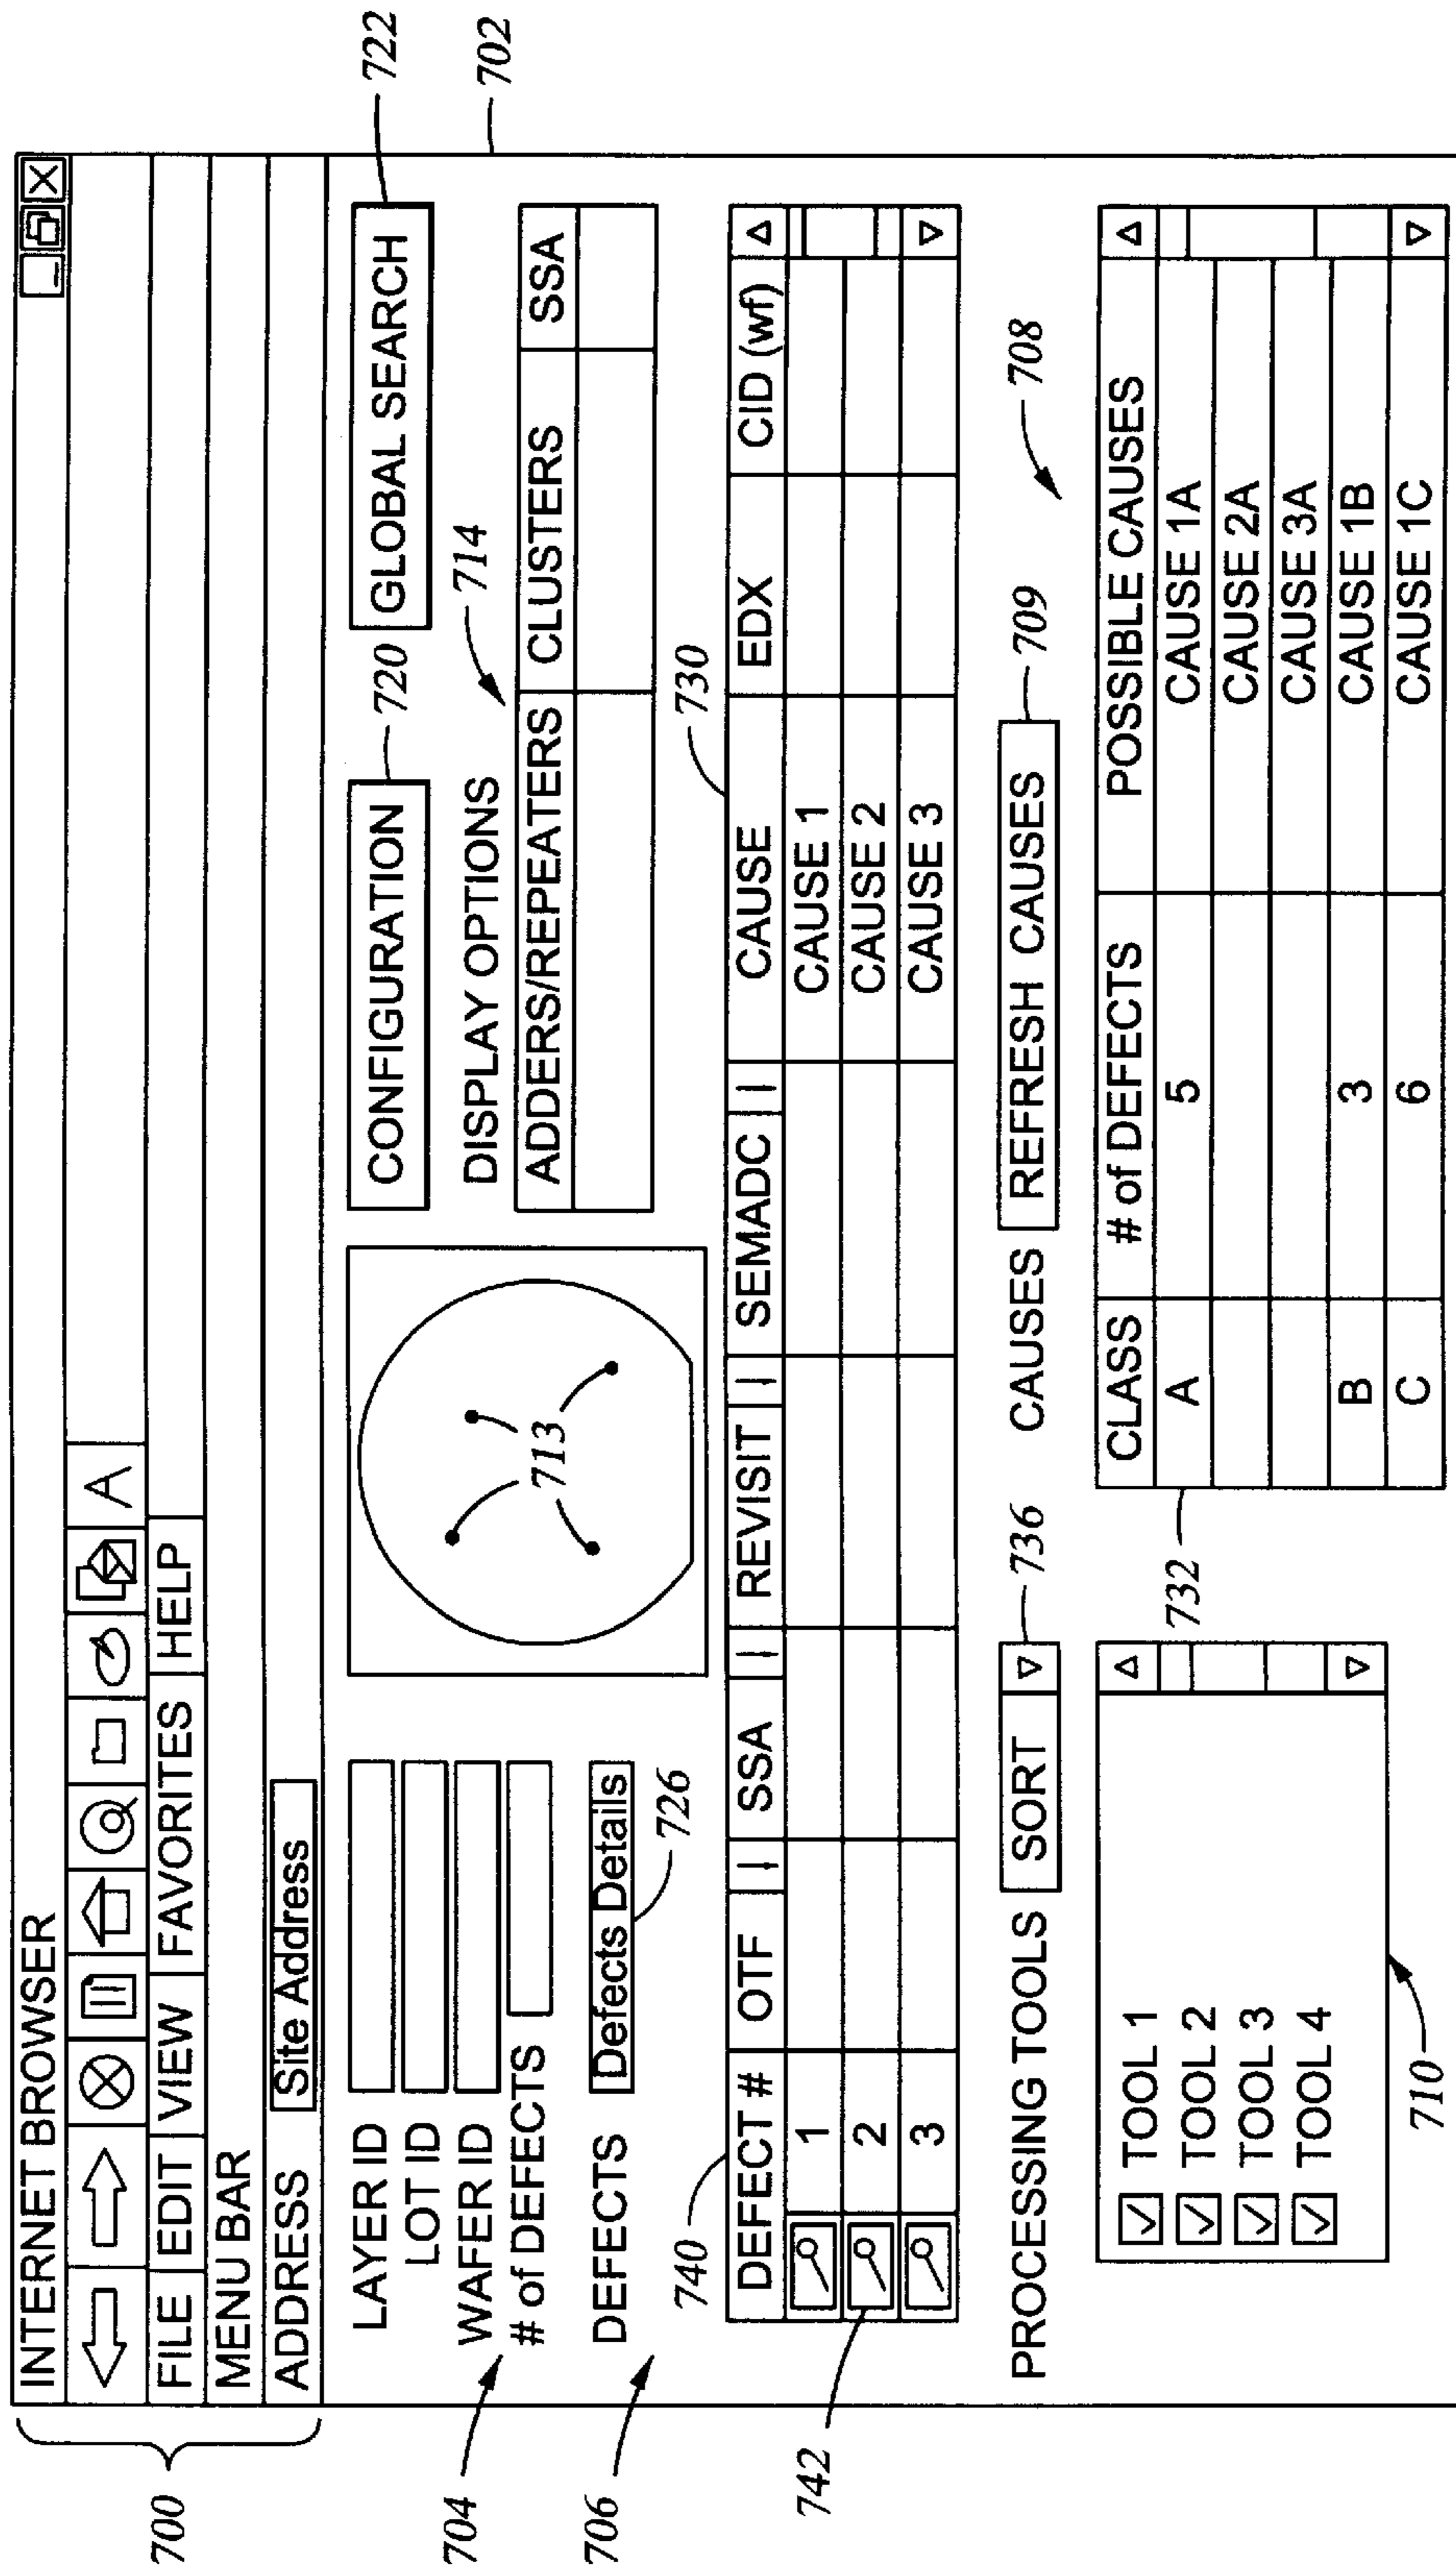 INTERNET BROWSER
A
FILE EDIT VIEW FAVORITES HELP
MENU BAR
ADDRESS Site Address
700
702
LAYER ID
LOT ID
WAFER ID
# of DEFECTS
704
713
CONFIGURATION
720
GLOBAL SEARCH
722
DISPLAY OPTIONS
714
ADDERS/REPEATERS CLUSTERS SSA
DEFECTS Defects Details
706
726
740
730
DEFECT # OTF SSA REVISIT SEMADC CAUSE EDX CID (wf)
1 CAUSE 1
2 CAUSE 2
3 CAUSE 3
742
PROCESSING TOOLS SORT
736
CAUSES REFRESH CAUSES
709
708
TOOL 1
TOOL 2
TOOL 3
TOOL 4
710
732
CLASS # of DEFECTS POSSIBLE CAUSES
A 5 CAUSE 1A
CAUSE 2A
CAUSE 3A
B 3 CAUSE 1B
C 6 CAUSE 1C